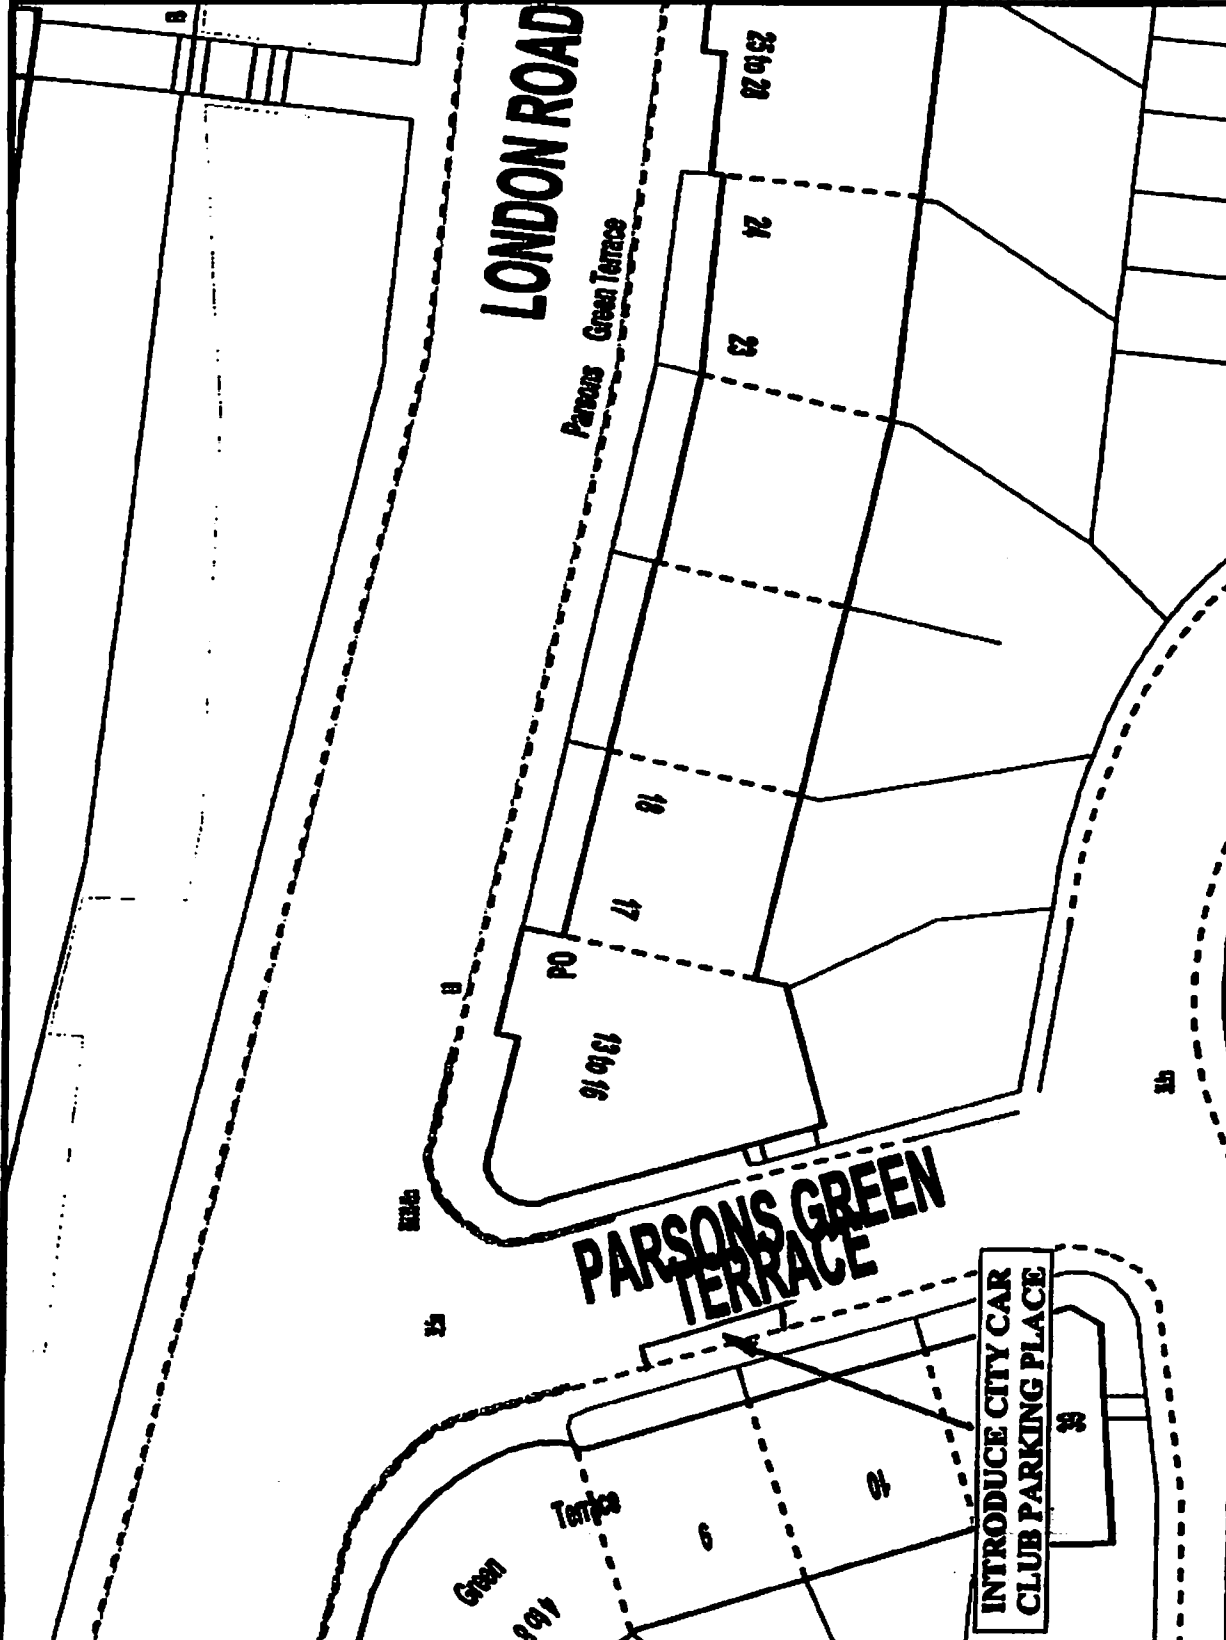 LONDON ROAD
25 to 28
24
Parsons Green Terrace
23
18
17
PO
13 to 16
PARSONS GREEN
TERRACE
INTRODUCE CITY CAR
CLUB PARKING PLACE
39
10
9
Terrace
Green
4 to 8